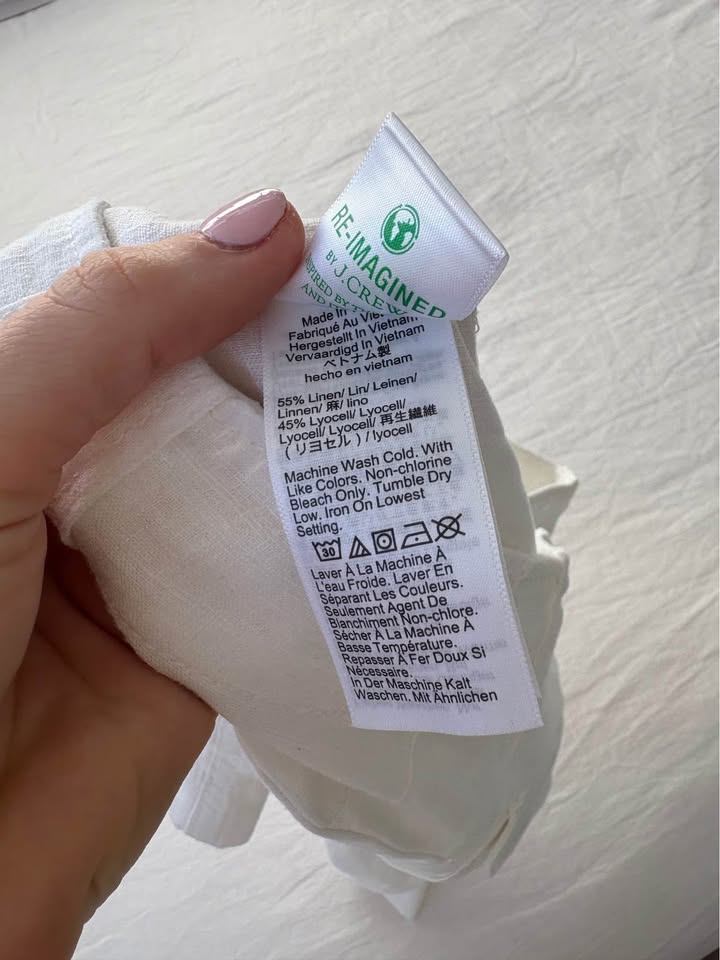 RE-IMAGINED
BY J.CREW
AND
Made In
Fabriqué Au
Hergestellt In Vietnam
Vervaardigd In Vietnam
ベトナム製
hecho en vietnam
55% Linen/ Lin/ Leinen/
Linnen/ 麻/ lino
45% Lyocell/ Lyocell/
Lyocell/ Lyocell/ 再生繊維
(リヨセル)/ lyocell
Machine Wash Cold. With
Like Colors. Non-chlorine
Bleach Only. Tumble Dry
Low. Iron On Lowest
Setting.
30
Laver À La Machine À
L'eau Froide. Laver En
Séparant Les Couleurs.
Seulement Agent De
Blanchiment Non-chlore.
Sécher À La Machine À
Basse Température.
Repasser À Fer Doux Si
Nécessaire.
In Der Maschine Kalt
Waschen. Mit Ähnlichen